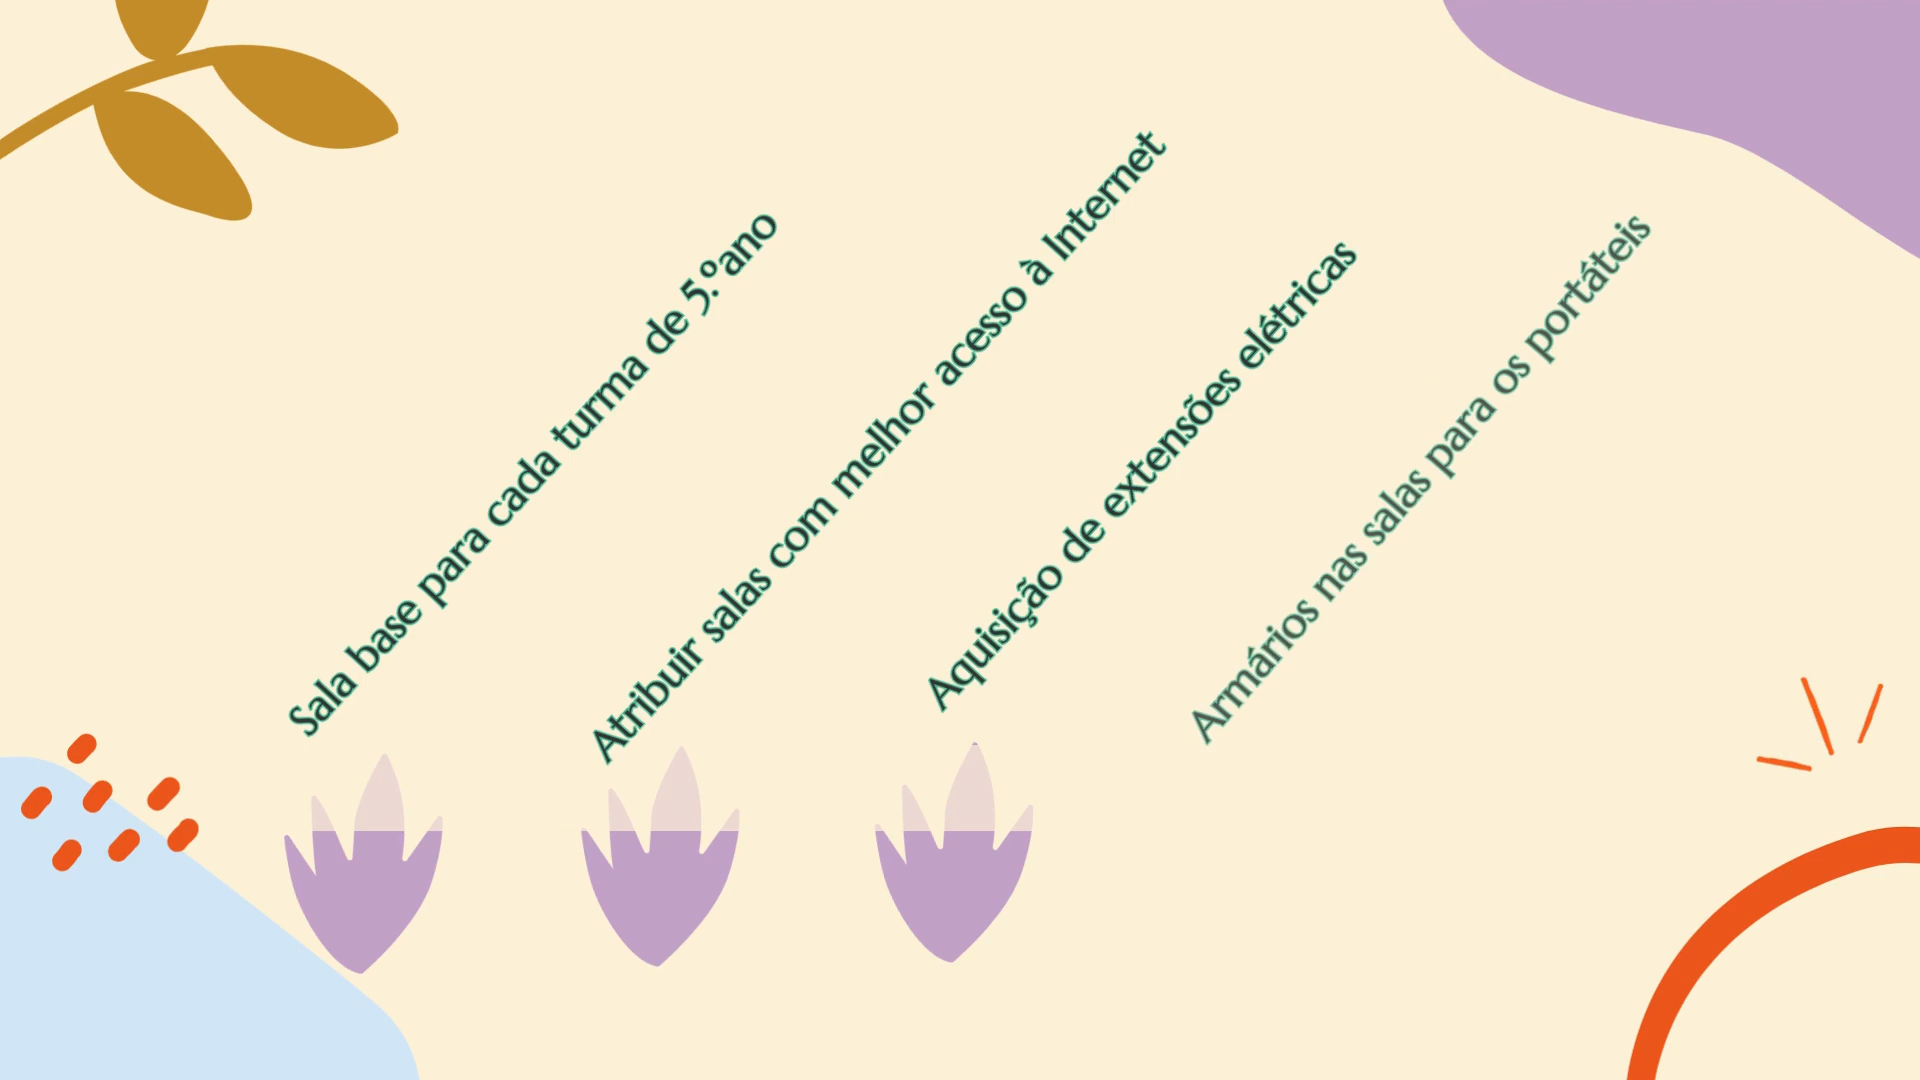 Sala base para cada turma de 5.ºano
Atribuir salas com melhor acesso à Internet
Aquisição de extensões elétricas
Armários nas salas para os portáteis